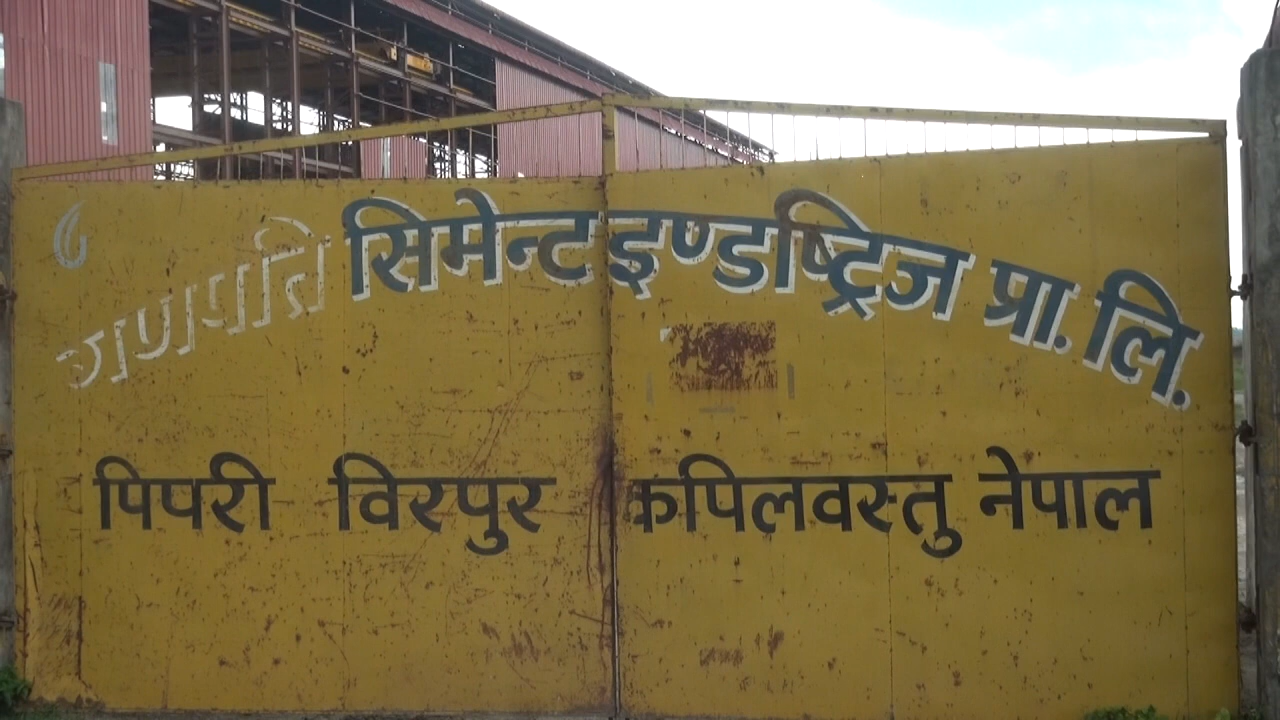 गणपति सिमेन्ट इण्डष्ट्रिज प्रा. लि.
पिपरी विरपुर कपिलवस्तु नेपाल